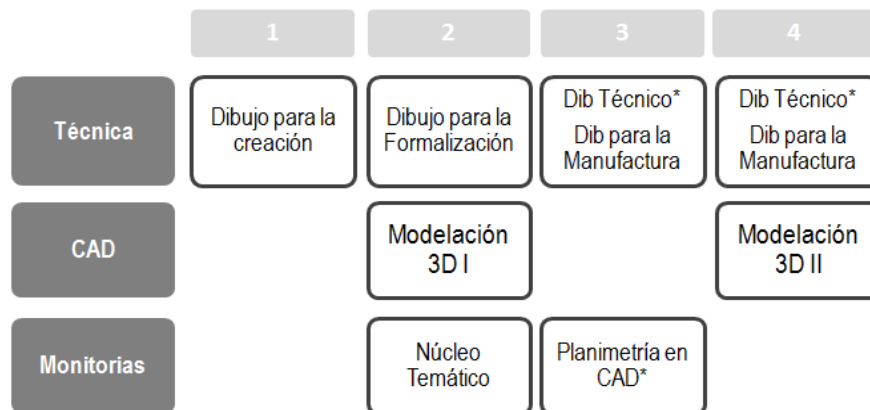 1 2 3 4
Técnica
Dibujo para la
creación
Dibujo para la
Formalización
Dib Técnico*
Dib para la
Manufactura
Dib Técnico*
Dib para la
Manufactura
CAD
Modelación
3D I
Modelación
3D II
Monitorias
Núcleo
Temático
Planimetría en
CAD*